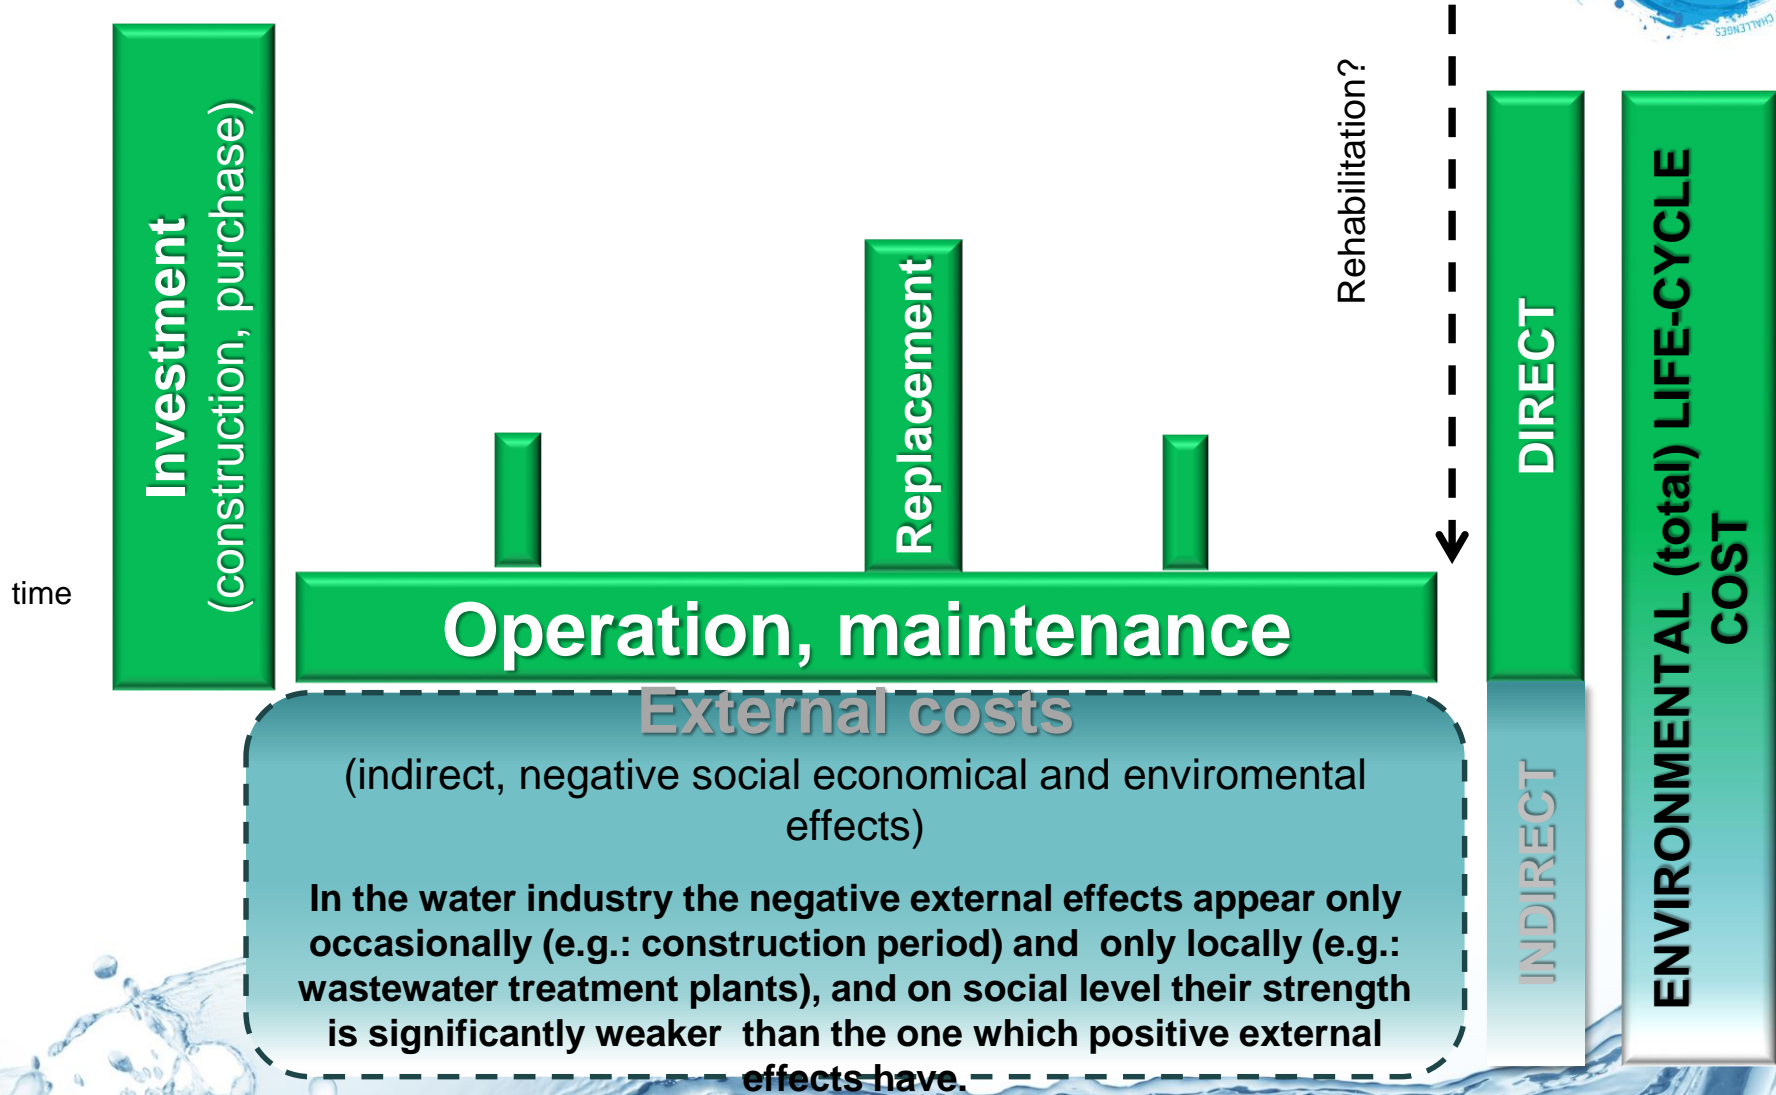 CHALLENGES
Investment
(construction, purchase)
Replacement
Rehabilitation?
DIRECT
ENVIRONMENTAL (total) LIFE-CYCLE
COST
time
Operation, maintenance
External costs
(indirect, negative social economical and enviromental
effects)
In the water industry the negative external effects appear only
occasionally (e.g.: construction period) and only locally (e.g.:
wastewater treatment plants), and on social level their strength
is significantly weaker than the one which positive external
effects have.
INDIRECT